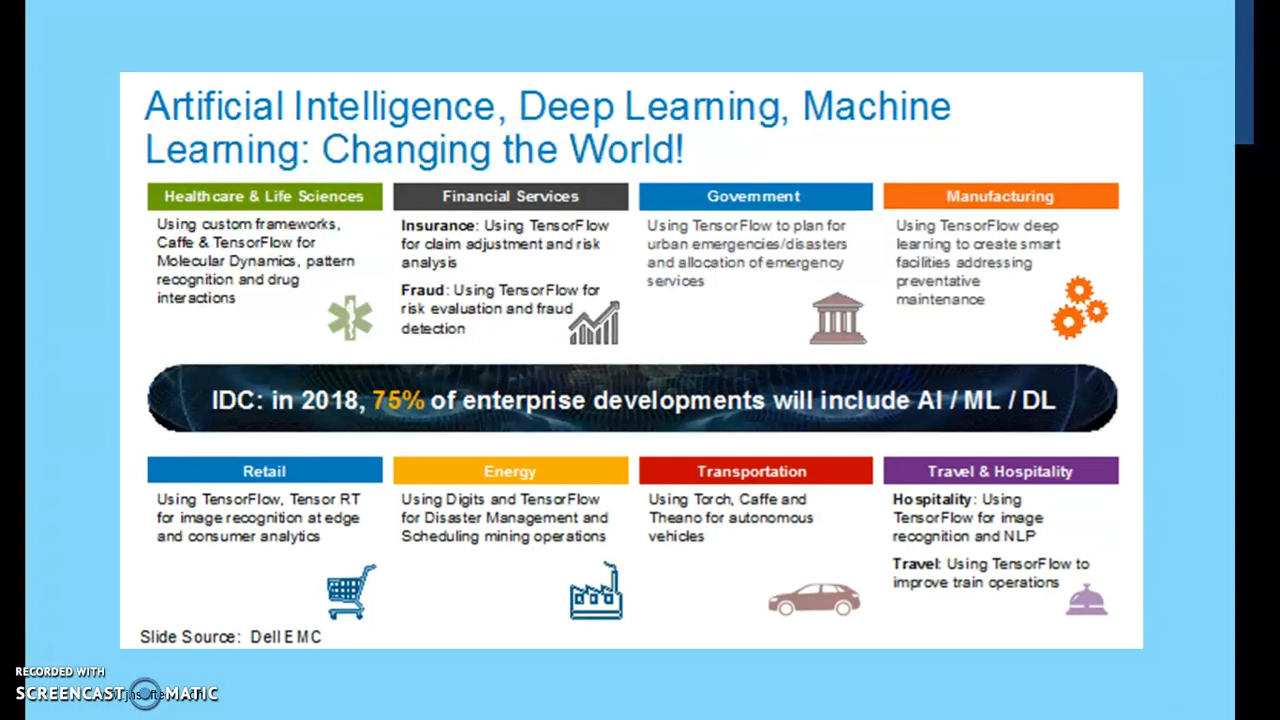 Artificial Intelligence, Deep Learning, Machine
Learning: Changing the World!
Healthcare & Life Sciences
Using custom frameworks,
Caffe & TensorFlow for
Molecular Dynamics, pattern
recognition and drug
interactions
Financial Services
Insurance: Using TensorFlow
for claim adjustment and risk
analysis
Fraud: Using TensorFlow for
risk evaluation and fraud
detection
Government
Using TensorFlow to plan for
urban emergencies/disasters
and allocation of emergency
services
Manufacturing
Using TensorFlow deep
learning to create smart
facilities addressing
preventative
maintenance
IDC: in 2018, 75% of enterprise developments will include AI / ML / DL
Retail
Using TensorFlow, Tensor RT
for image recognition at edge
and consumer analytics
Energy
Using Digits and TensorFlow
for Disaster Management and
Scheduling mining operations
Transportation
Using Torch, Caffe and
Theano for autonomous
vehicles
Travel & Hospitality
Hospitality: Using
TensorFlow for image
recognition and NLP
Travel: Using TensorFlow to
improve train operations
Slide Source: Dell EMC
RECORDED WITH
SCREENCAST MATIC